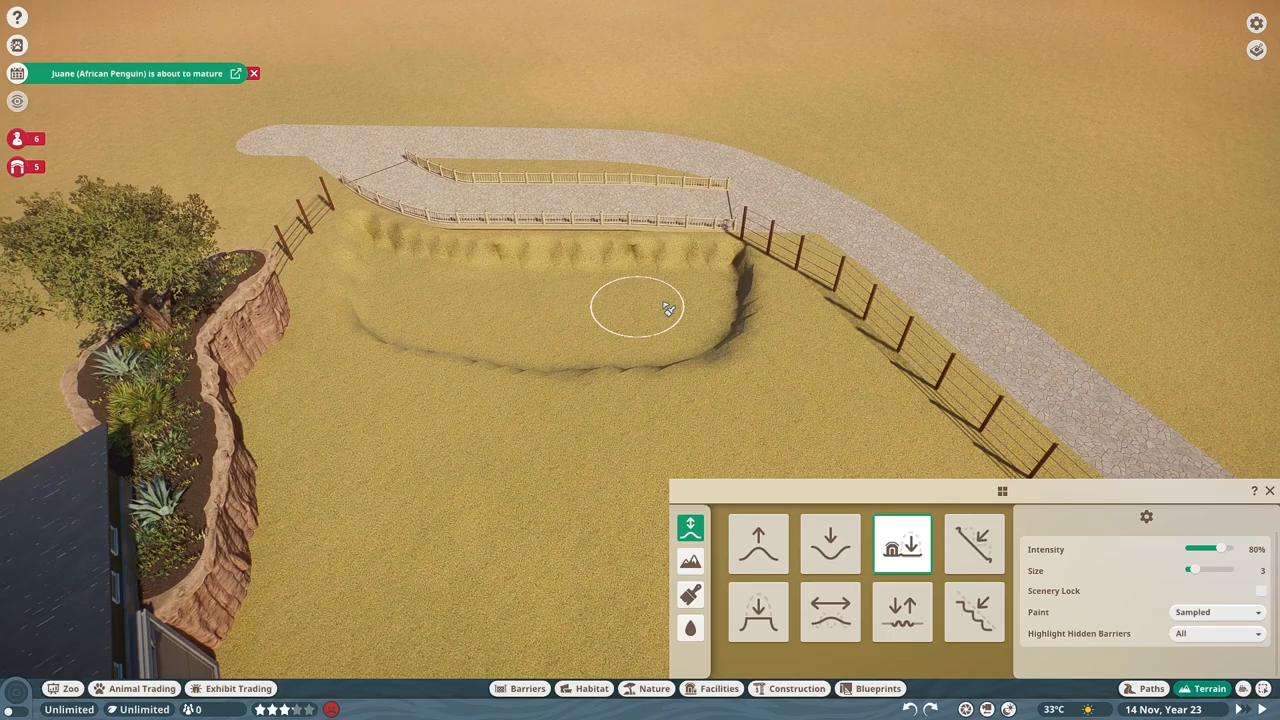 ?
Juane (African Penguin) is about to mature
6
5
?
Intensity 80%
Size 3
Scenery Lock
Paint Sampled
Highlight Hidden Barriers All
Zoo Animal Trading Exhibit Trading Barriers Habitat Nature Facilities Construction Blueprints Paths Terrain
Unlimited Unlimited 0 33°C 14 Nov, Year 23